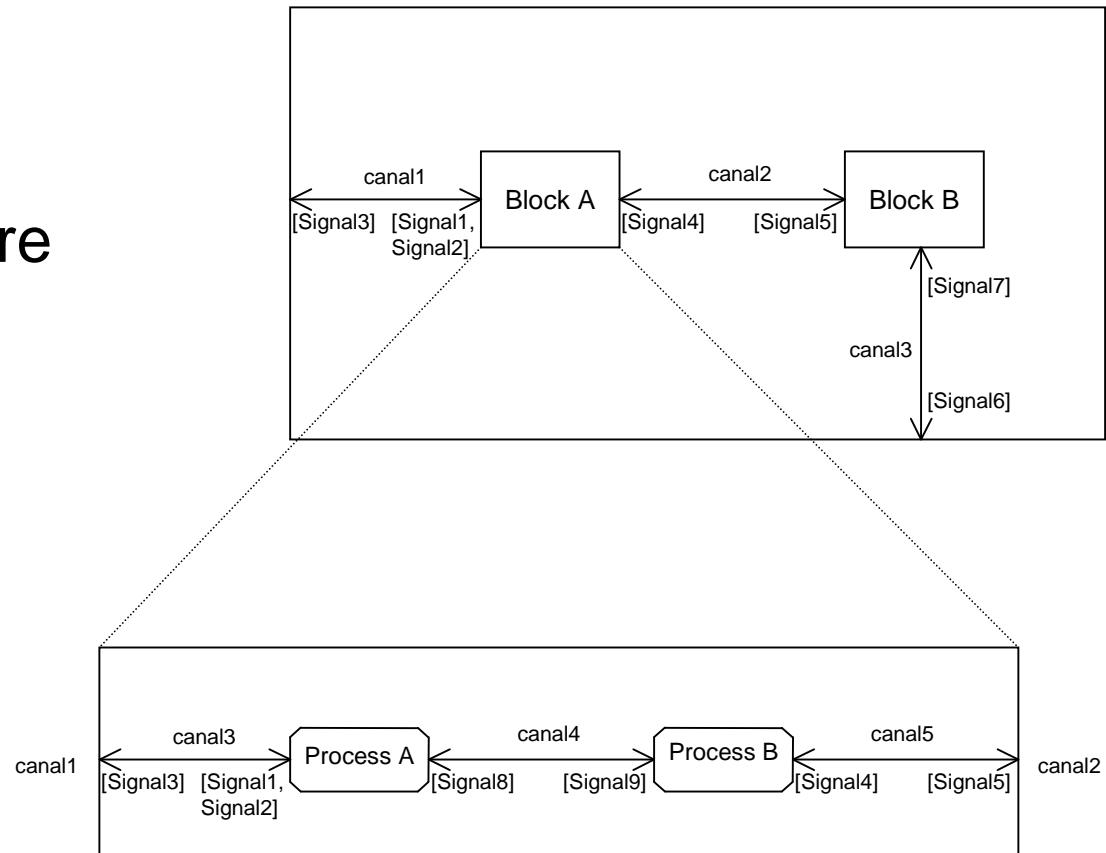 re
canal1
Block A
canal2
Block B
[Signal3]
[Signal1,
Signal2]
[Signal4]
[Signal5]
[Signal7]
canal3
[Signal6]
canal1
canal3
Process A
canal4
Process B
canal5
canal2
[Signal3]
[Signal1,
Signal2]
[Signal8]
[Signal9]
[Signal4]
[Signal5]